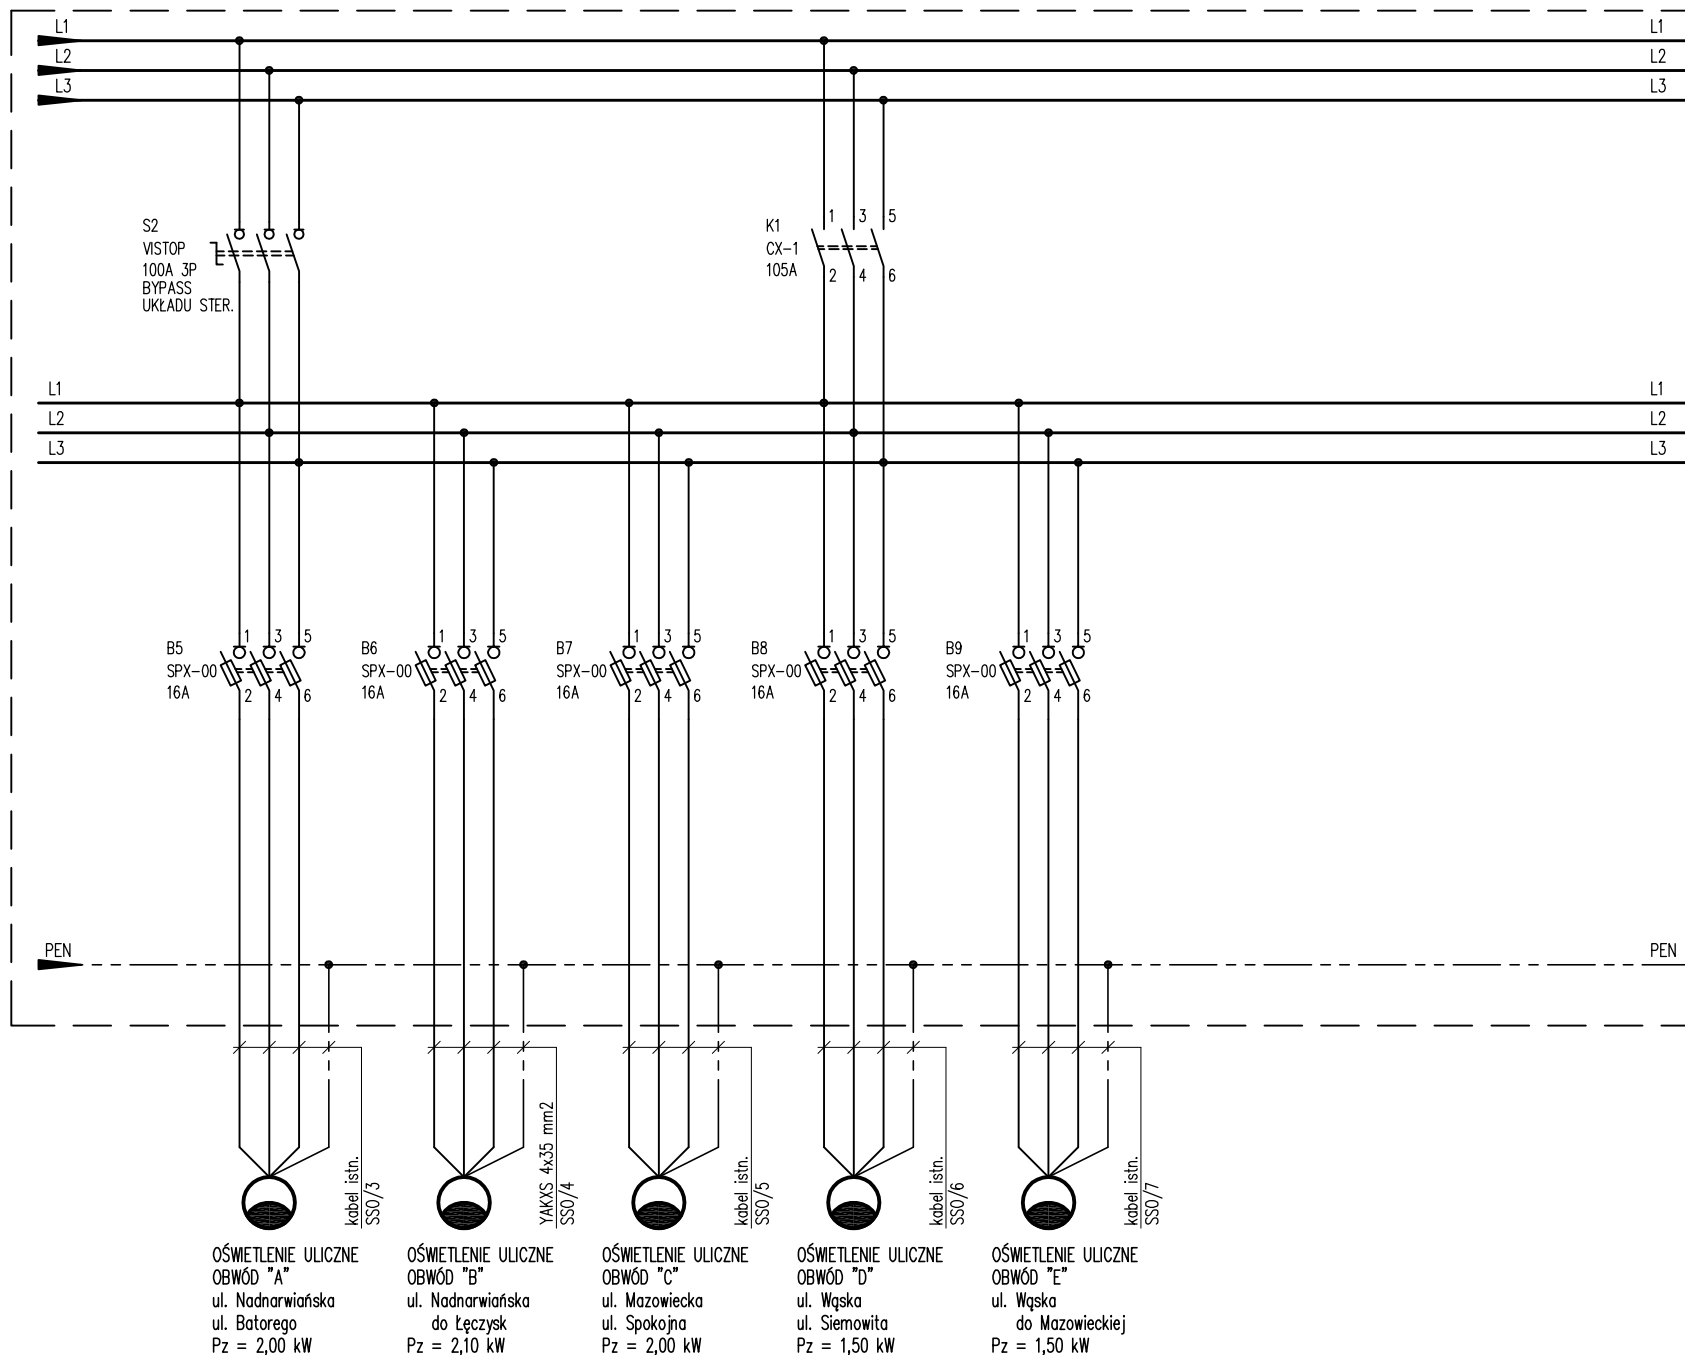 L1
L1
L2
L2
L3
L3
S2
VISTOP
100A 3P
BYPASS
UKŁADU STER.
K1
CX-1
105A
1 3 5
2 4 6
L1
L1
L2
L2
L3
L3
B5
SPX-00
16A
1 3 5
2 4 6
B6
SPX-00
16A
1 3 5
2 4 6
B7
SPX-00
16A
1 3 5
2 4 6
B8
SPX-00
16A
1 3 5
2 4 6
B9
SPX-00
16A
1 3 5
2 4 6
PEN
PEN
kabel istn.
SSO/3
YAKXS 4x35 mm2
SSO/4
kabel istn.
SSO/5
kabel istn.
SSO/6
kabel istn.
SSO/7
OŚWIETLENIE ULICZNE
OBWÓD "A"
ul. Nadnarwiańska
ul. Batorego
Pz = 2,00 kW
OŚWIETLENIE ULICZNE
OBWÓD "B"
ul. Nadnarwiańska
do Łęczysk
Pz = 2,10 kW
OŚWIETLENIE ULICZNE
OBWÓD "C"
ul. Mazowiecka
ul. Spokojna
Pz = 2,00 kW
OŚWIETLENIE ULICZNE
OBWÓD "D"
ul. Wąska
ul. Siemowita
Pz = 1,50 kW
OŚWIETLENIE ULICZNE
OBWÓD "E"
ul. Wąska
do Mazowieckiej
Pz = 1,50 kW